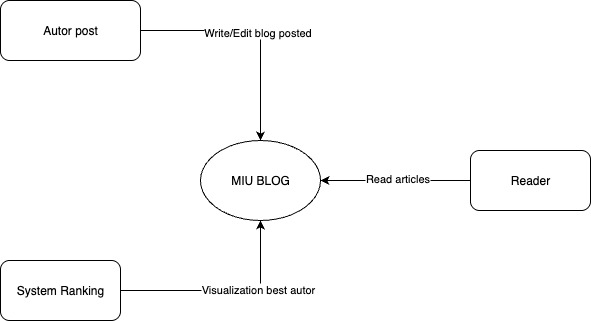 Autor post
Write/Edit blog posted
MIU BLOG
Read articles
Reader
System Ranking
Visualization best autor